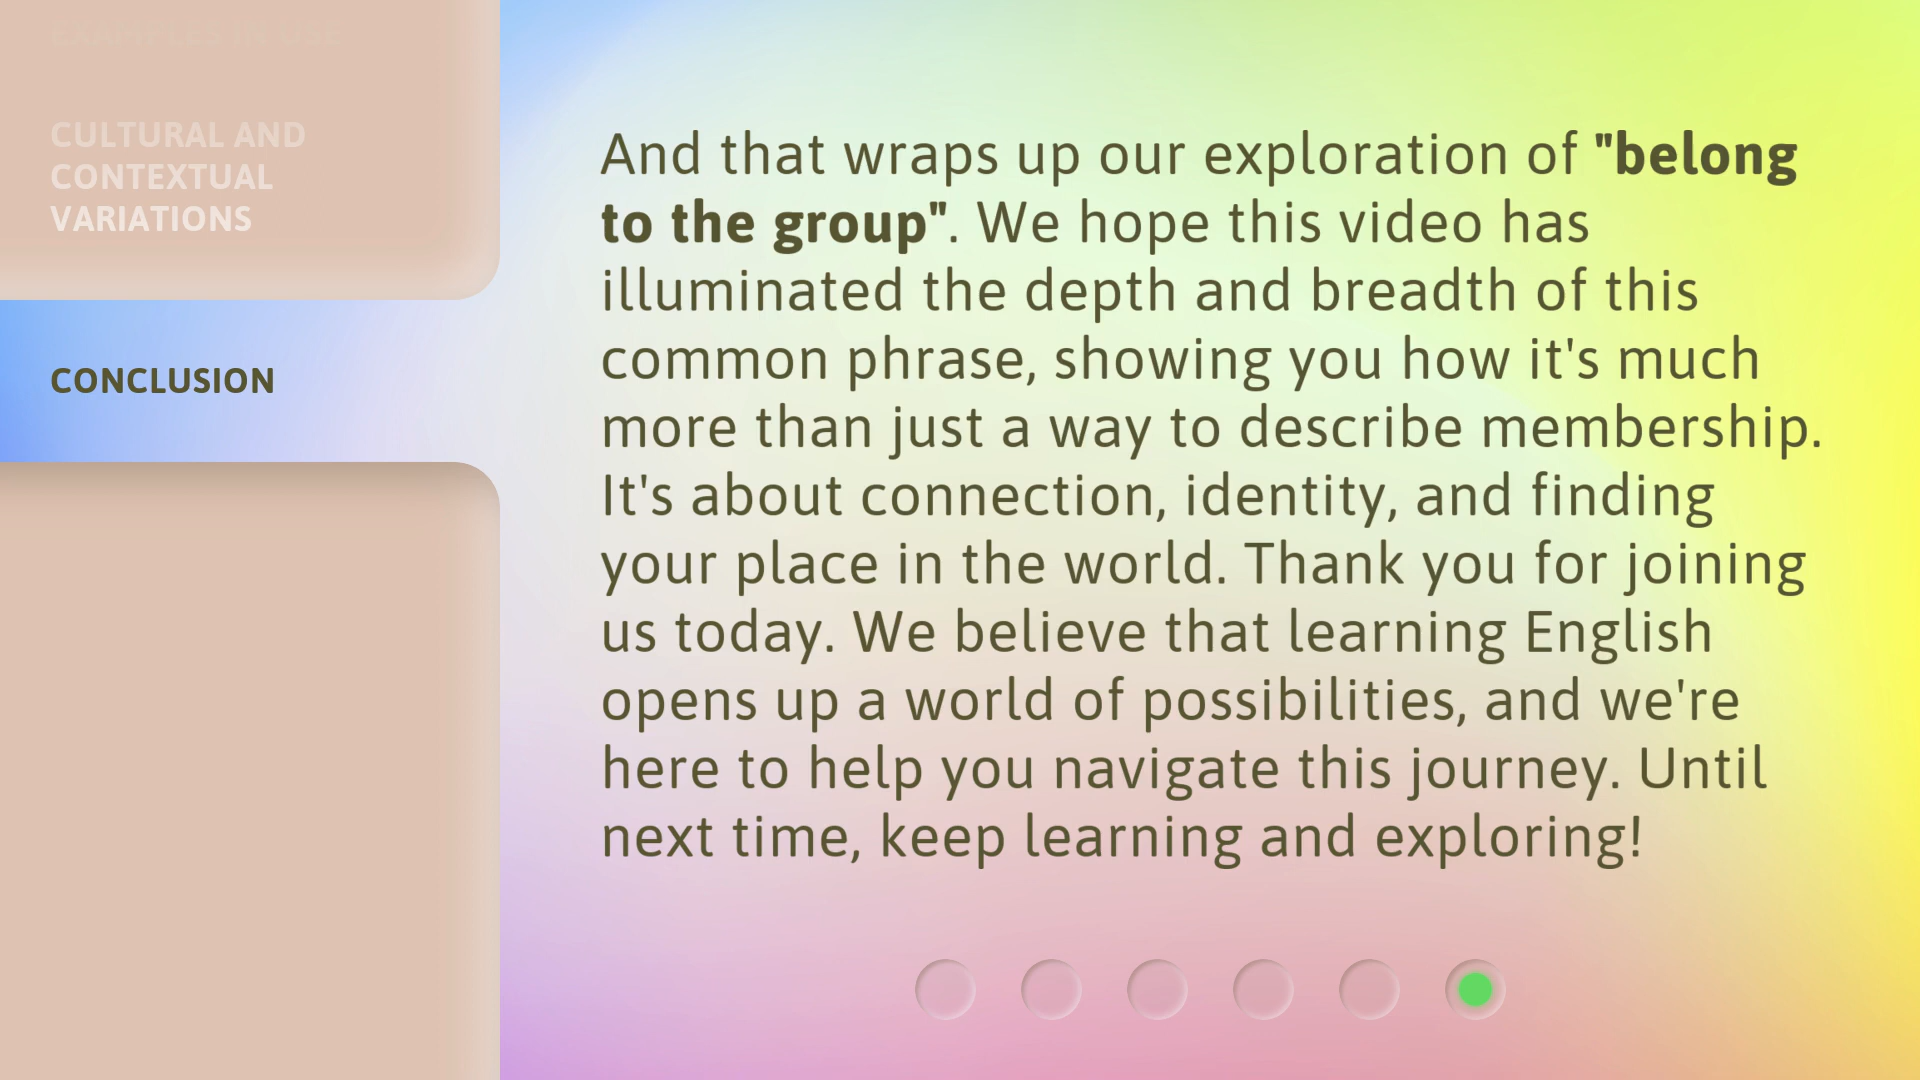 EXAMPLES IN USE
CULTURAL AND
CONTEXTUAL
VARIATIONS
CONCLUSION
And that wraps up our exploration of "belong
to the group". We hope this video has
illuminated the depth and breadth of this
common phrase, showing you how it's much
more than just a way to describe membership.
It's about connection, identity, and finding
your place in the world. Thank you for joining
us today. We believe that learning English
opens up a world of possibilities, and we're
here to help you navigate this journey. Until
next time, keep learning and exploring!